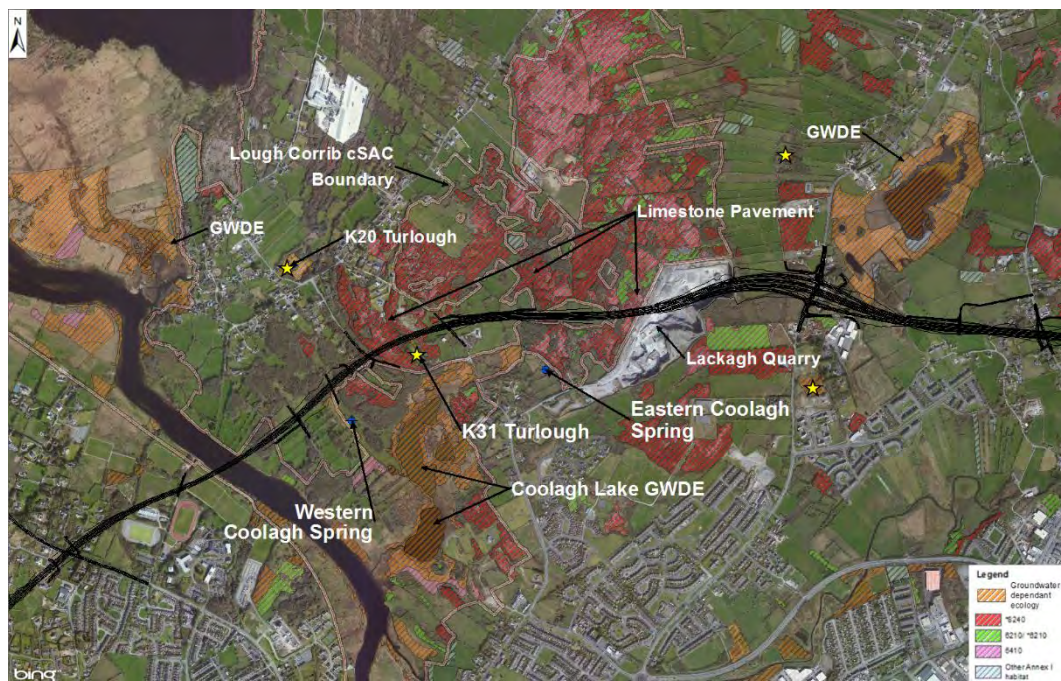 N
GWDE
Lough Corrib cSAC
Boundary
Limestone Pavement
GWDE
K20 Turlough
Lackagh Quarry
Eastern Coolagh
Spring
K31 Turlough
Coolagh Lake GWDE
Western
Coolagh Spring
Legend
Groundwater
dependant
ecology
*8240
6210/ *6210
6410
Other Annex I
habitat
bing